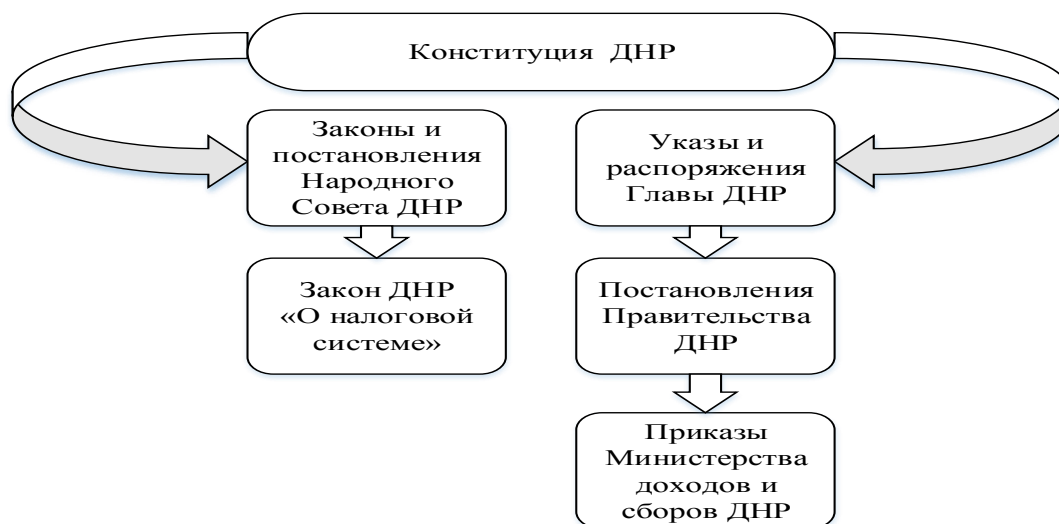 Конституция ДНР
Законы и
постановления
Народного
Совета ДНР
Указы и
распоряжения
Главы ДНР
Закон ДНР
«О налоговой
системе»
Постановления
Правительства
ДНР
Приказы
Министерства
доходов и
сборов ДНР